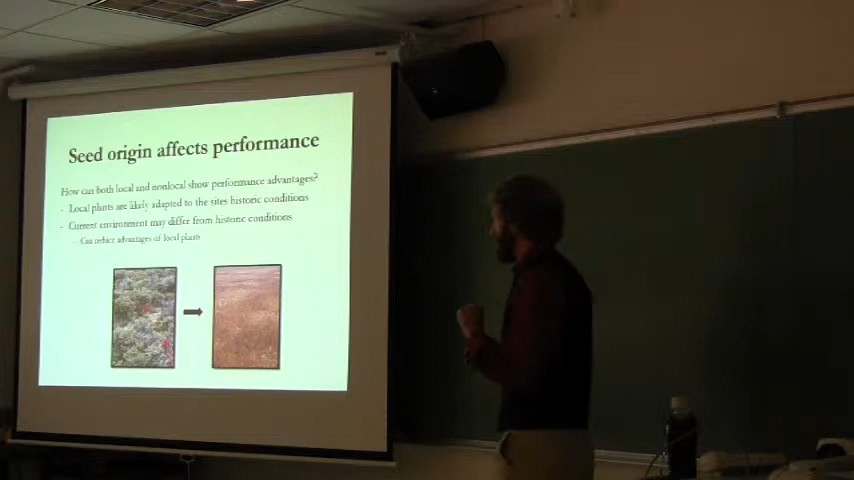 Seed origin affects performance
How can both local and nonlocal show performance advantages?
- Local plants are likely adapted to the sites historic conditions
- Current environment may differ from historic conditions
- Can reduce advantages of local plants